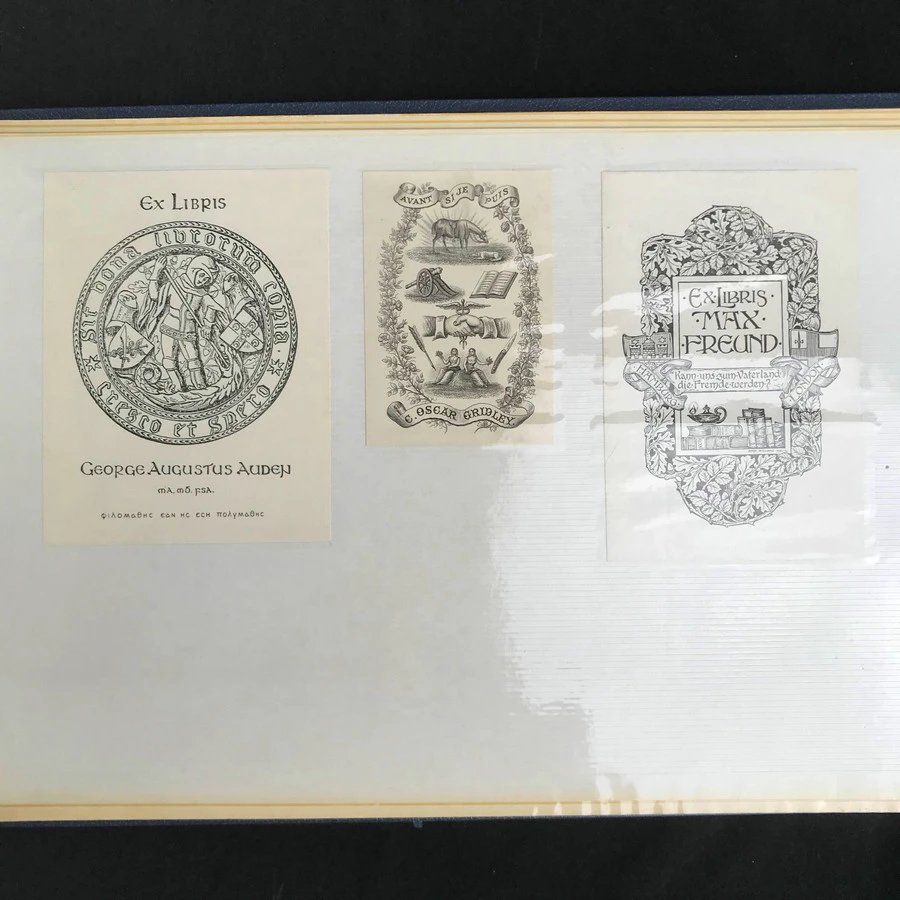 Ex Libris
Sit bona librorum copia
Cresco et Spero
George Augustus Auden
MA. MD. FSA.
φιλομαθης εαν ης εςη πολυμαθης
AVANT SI JE PUIS
C. OSCAR GRIDLEY.
·EX·LIBRIS·
·MAX·
·FREUND·
Kann·uns·zum·Vaterland
die·Fremde·werden?